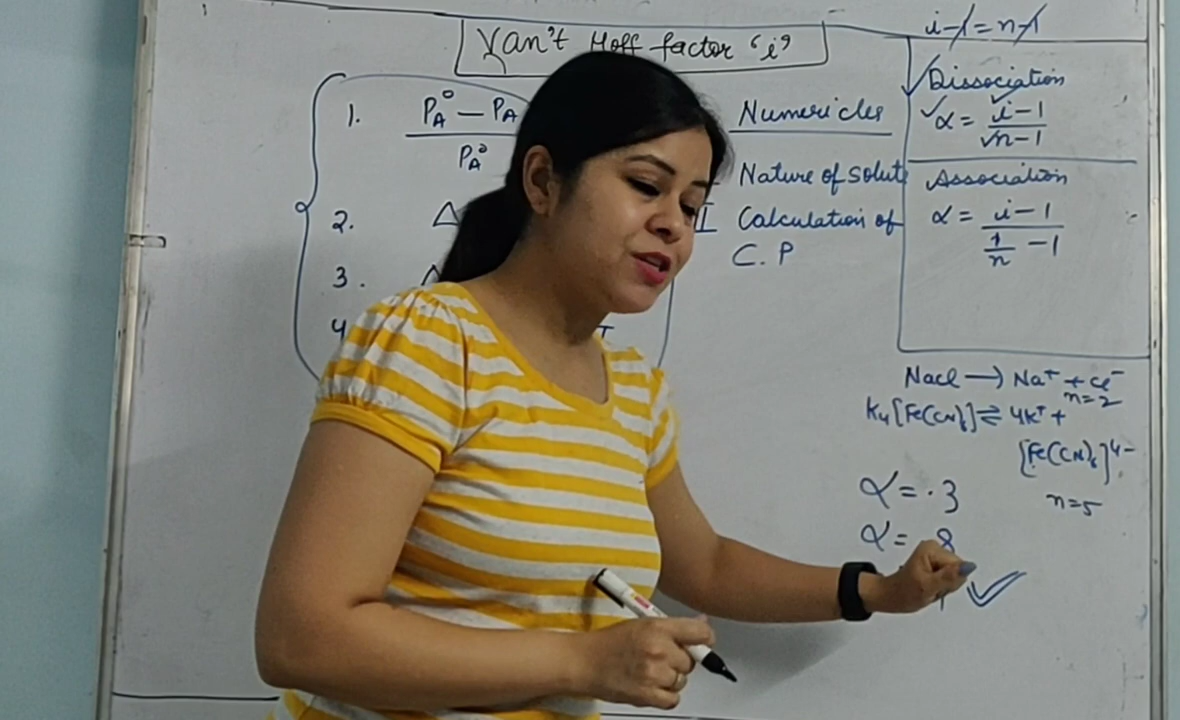 Van't Hoff factor 'i'
i-1=n-1
1. PA° - PA
PA°
2. Δ
3.
4.
Numericles
Nature of Solut
II Calculation of
C.P
Dissociation
α = i-1
n-1
Association
α = i-1
1/n - 1
NaCl → Na⁺ + Cl⁻
n=2
K₄[Fe(CN)₆] ⇌ 4K⁺ +
[Fe(CN)₆]⁴⁻
n=5
α = .3
α = 8